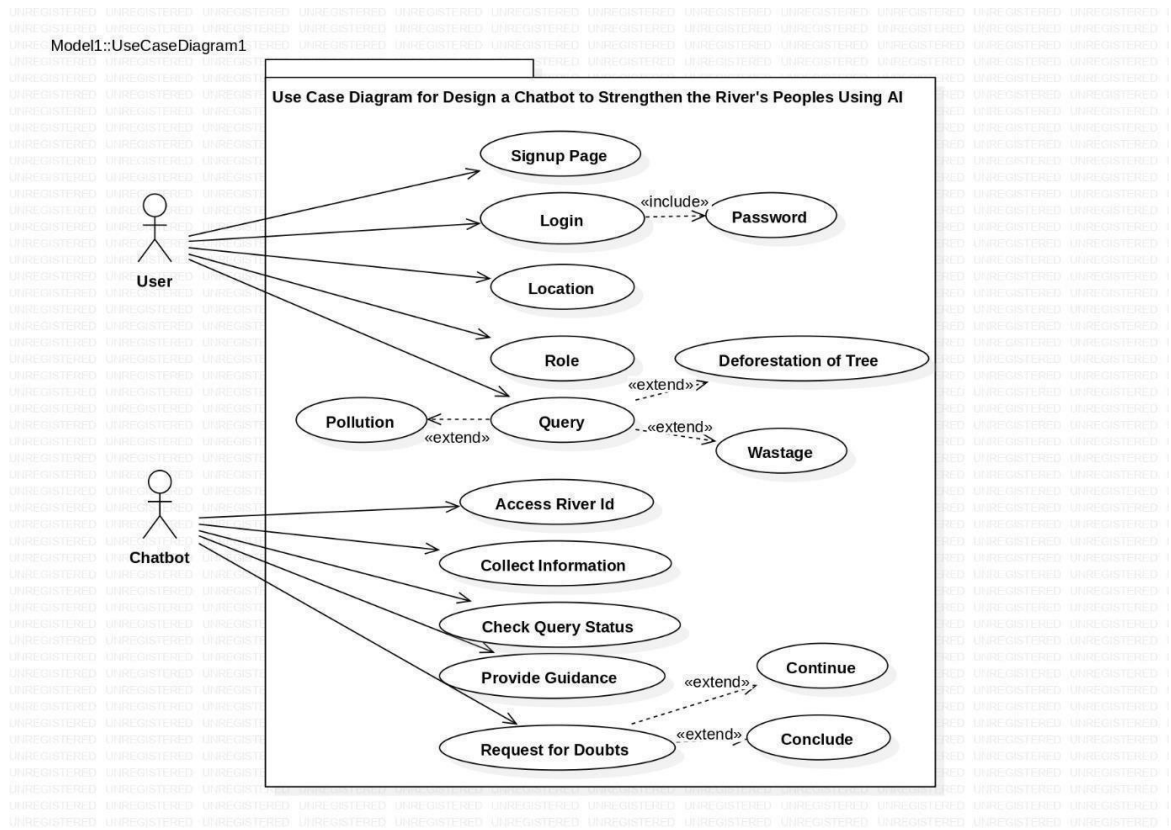 Model1::UseCaseDiagram1
Use Case Diagram for Design a Chatbot to Strengthen the River's Peoples Using AI
Signup Page
«include»
Login
Password
User
Location
Role
Deforestation of Tree
«extend»
Pollution
Query
«extend»
«extend»
Wastage
Access River Id
Chatbot
Collect Information
Check Query Status
Provide Guidance
Continue
«extend»
Request for Doubts
«extend»
Conclude
UNREGISTERED